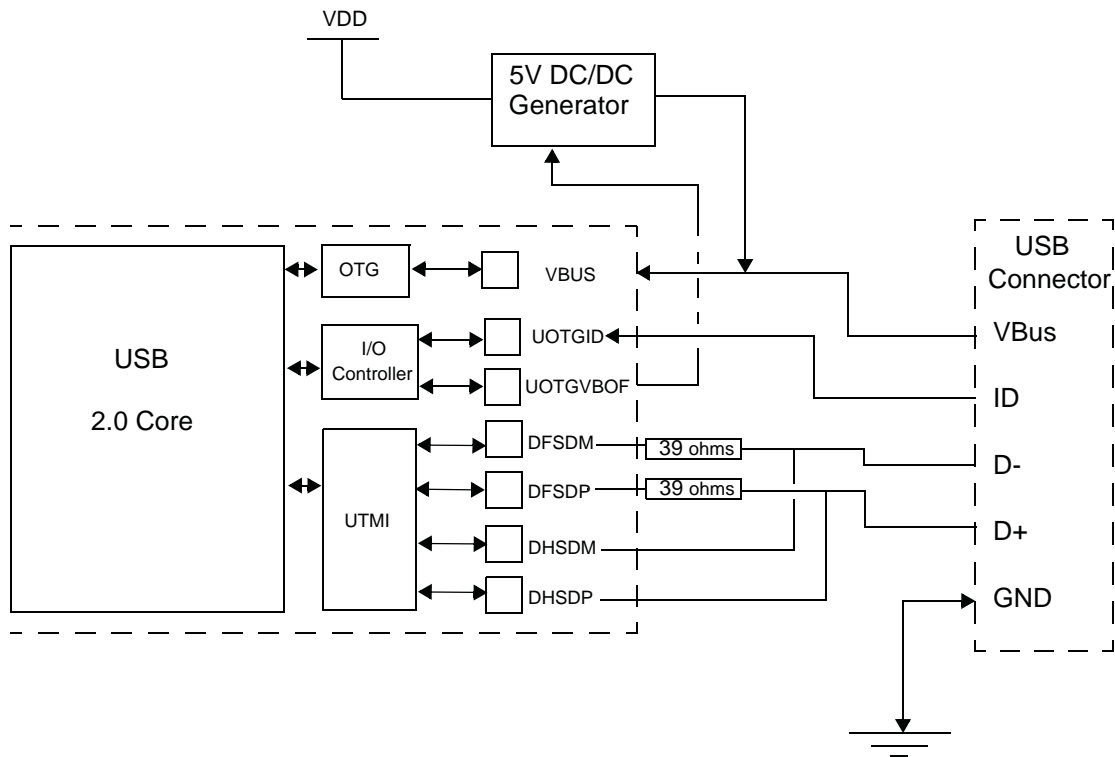 VDD
5V DC/DC
Generator
USB
Connector
VBus
ID
D-
D+
GND
USB
2.0 Core
OTG
I/O
Controller
UTMI
VBUS
UOTGID
UOTGVBOF
DFSDM
DFSDP
DHSDM
DHSDP
39 ohms
39 ohms